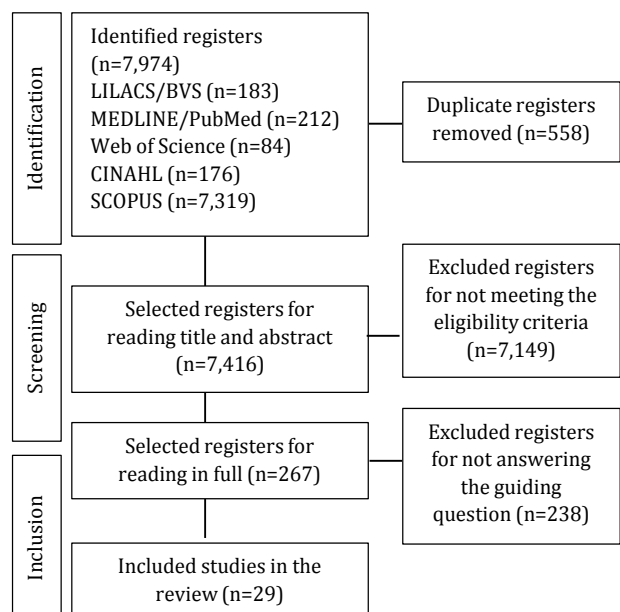 Identification
Identified registers
(n=7,974)
LILACS/BVS (n=183)
MEDLINE/PubMed (n=212)
Web of Science (n=84)
CINAHL (n=176)
SCOPUS (n=7,319)
Duplicate registers
removed (n=558)
Screening
Selected registers for
reading title and abstract
(n=7,416)
Excluded registers
for not meeting the
eligibility criteria
(n=7,149)
Selected registers for
reading in full (n=267)
Excluded registers
for not answering
the guiding
question (n=238)
Inclusion
Included studies in the
review (n=29)